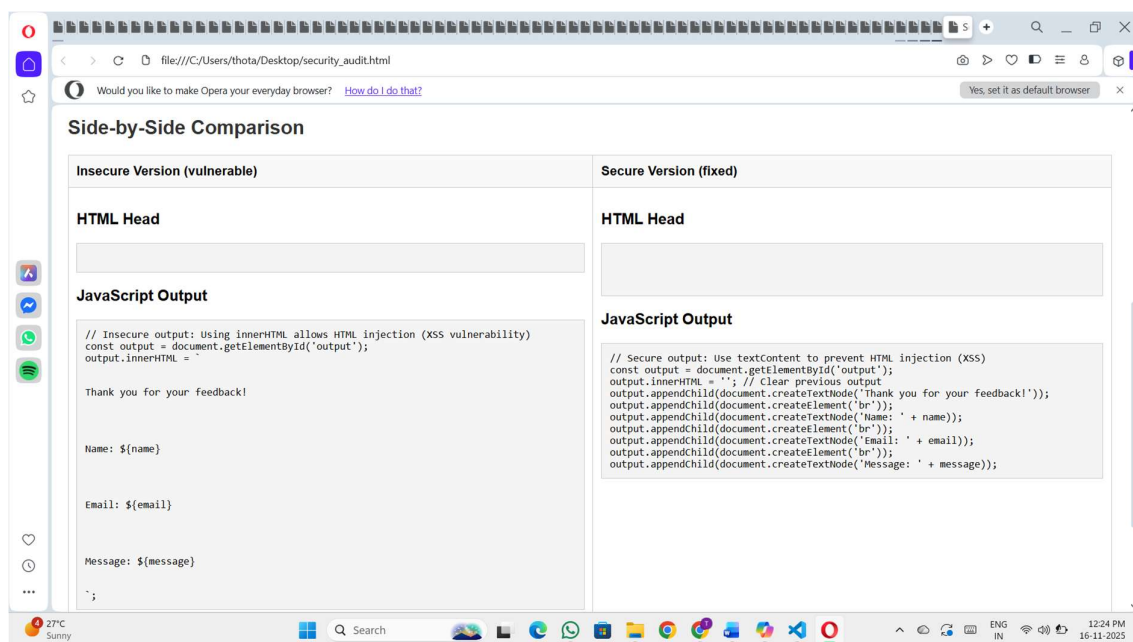 S
file:///C:/Users/thota/Desktop/security_audit.html
Would you like to make Opera your everyday browser? How do I do that? Yes, set it as default browser
Side-by-Side Comparison
Insecure Version (vulnerable)
HTML Head
JavaScript Output
// Insecure output: Using innerHTML allows HTML injection (XSS vulnerability)
const output = document.getElementById('output');
output.innerHTML = `
Thank you for your feedback!
Name: ${name}
Email: ${email}
Message: ${message}
`;
Secure Version (fixed)
HTML Head
JavaScript Output
// Secure output: Use textContent to prevent HTML injection (XSS)
const output = document.getElementById('output');
output.innerHTML = ''; // Clear previous output
output.appendChild(document.createTextNode('Thank you for your feedback!'));
output.appendChild(document.createElement('br'));
output.appendChild(document.createTextNode('Name: ' + name));
output.appendChild(document.createElement('br'));
output.appendChild(document.createTextNode('Email: ' + email));
output.appendChild(document.createElement('br'));
output.appendChild(document.createTextNode('Message: ' + message));
4
27°C
Sunny
Search
T
ENG
IN
12:24 PM
16-11-2025